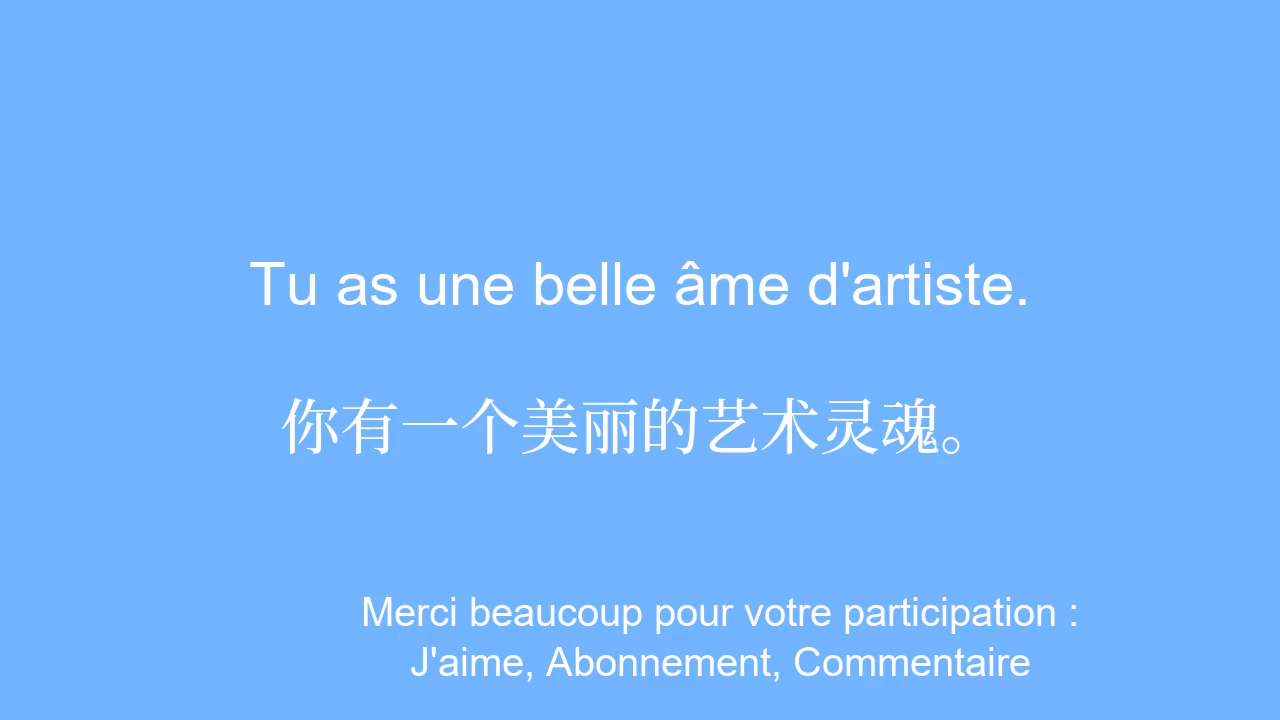 Tu as une belle âme d'artiste.
你有一个美丽的艺术灵魂。
Merci beaucoup pour votre participation :
J'aime, Abonnement, Commentaire